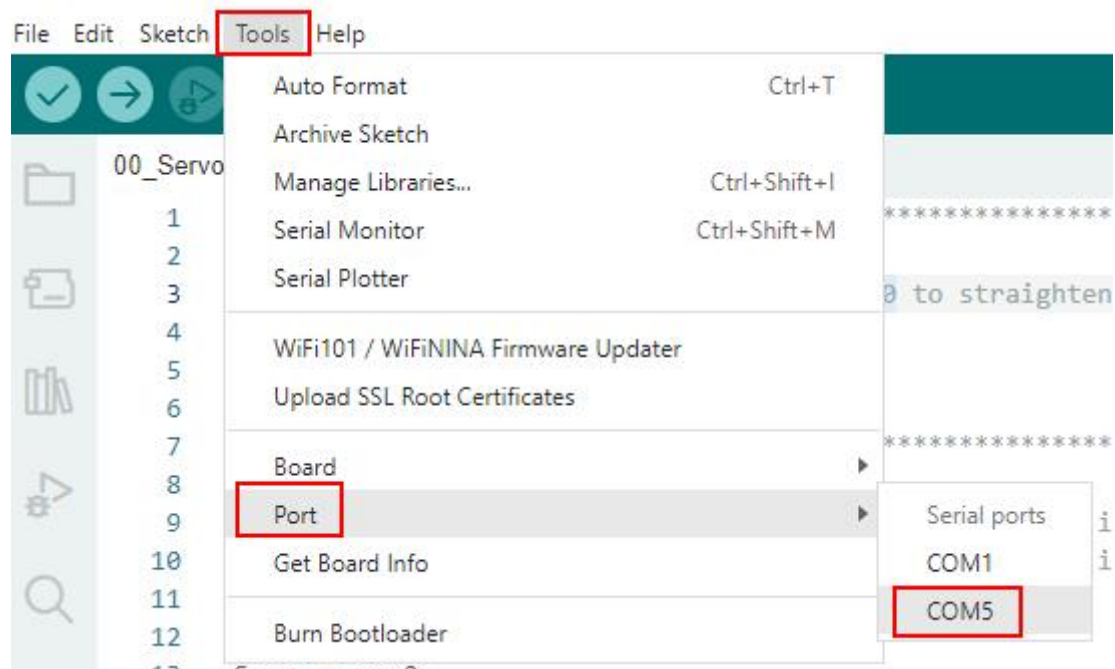 File Edit Sketch Tools Help
Auto Format Ctrl+T
Archive Sketch
00_Servo
Manage Libraries... Ctrl+Shift+I
1 ***************
Serial Monitor Ctrl+Shift+M
2
Serial Plotter
3 0 to straighten
4
WiFi101 / WiFiNINA Firmware Updater
5
Upload SSL Root Certificates
6
7 ***************
Board
8
Port Serial ports
9 i
10 Get Board Info COM1 i
11 COM5
12 Burn Bootloader